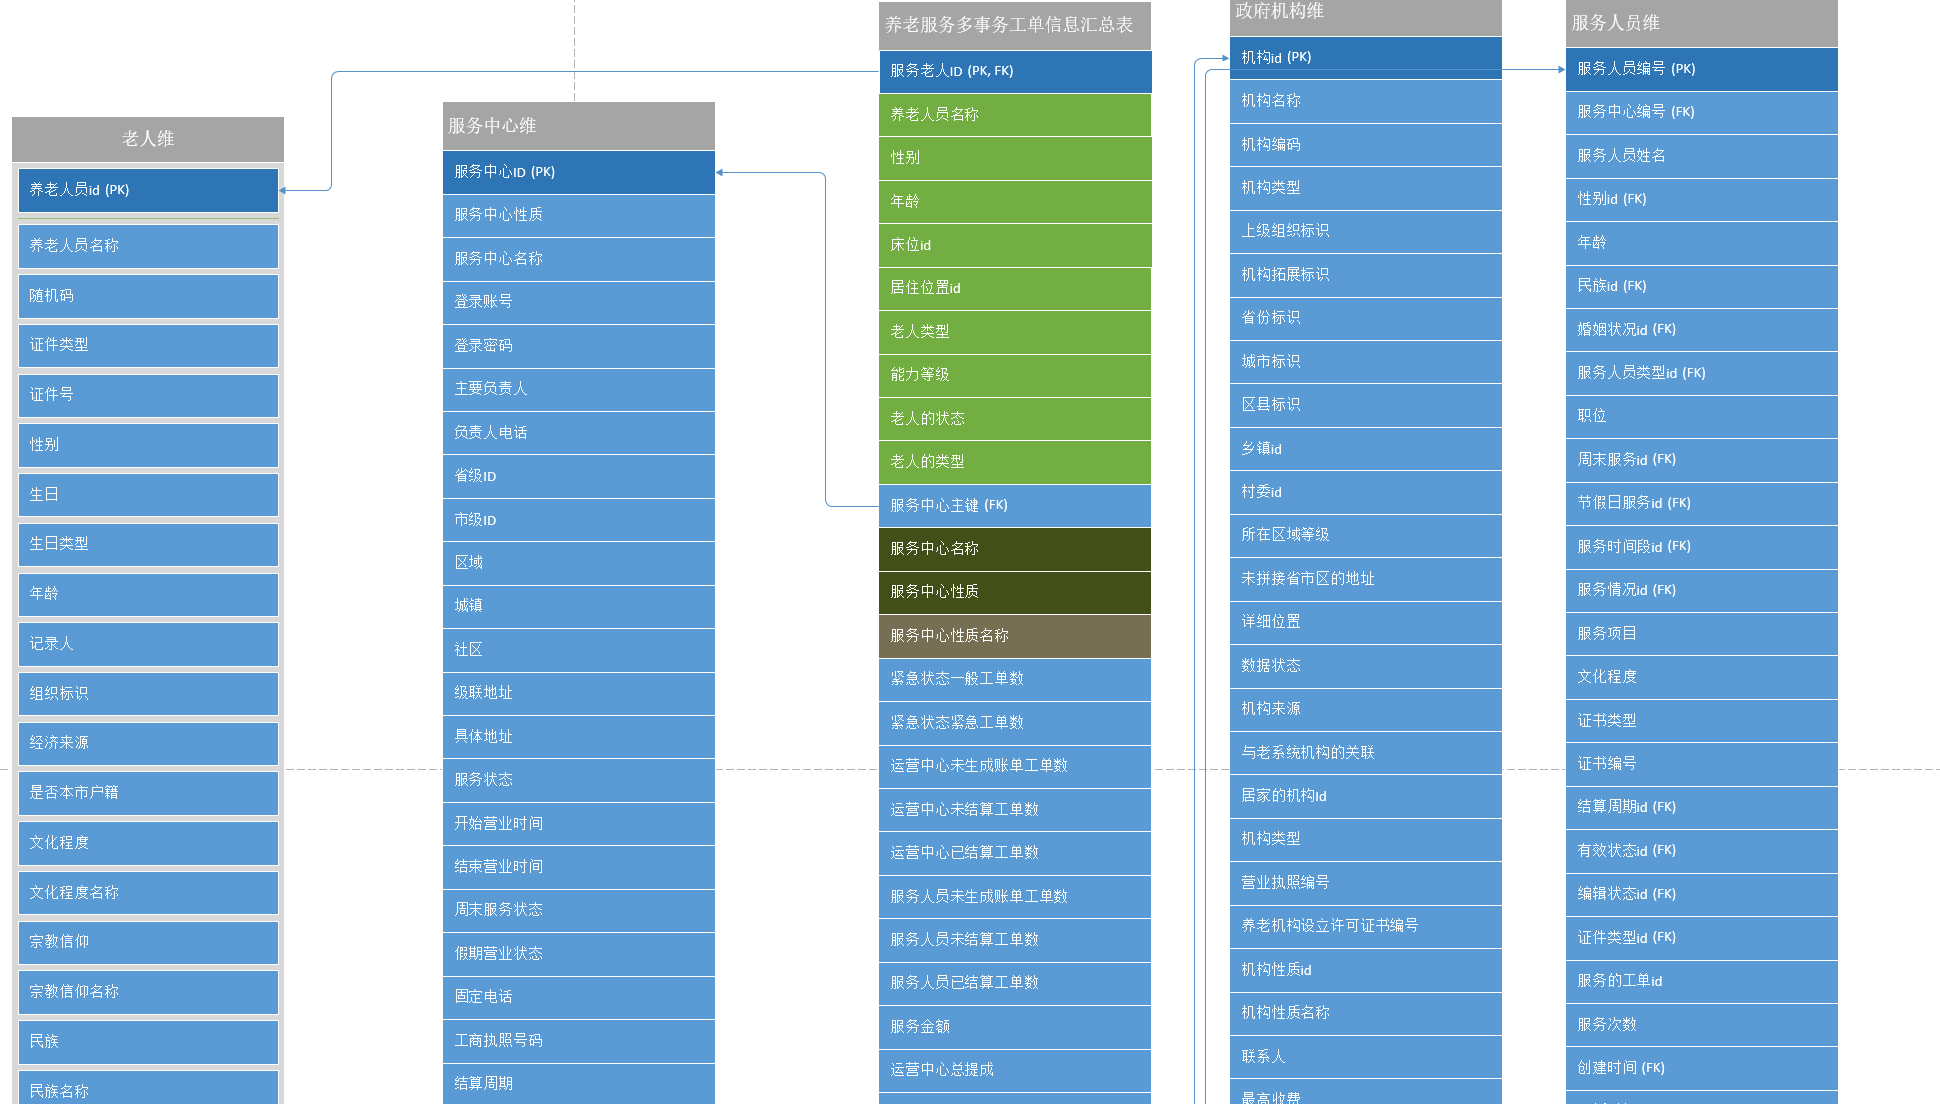 老人维
养老人员id (PK)
养老人员名称
随机码
证件类型
证件号
性别
生日
生日类型
年龄
记录人
组织标识
经济来源
是否本市户籍
文化程度
文化程度名称
宗教信仰
宗教信仰名称
民族
民族名称
服务中心维
服务中心ID (PK)
服务中心性质
服务中心名称
登录账号
登录密码
主要负责人
负责人电话
省级ID
市级ID
区域
城镇
社区
级联地址
具体地址
服务状态
开始营业时间
结束营业时间
周末服务状态
假期营业状态
固定电话
工商执照号码
结算周期
养老服务多事务工单信息汇总表
服务老人ID (PK, FK)
养老人员名称
性别
年龄
床位id
居住位置id
老人类型
能力等级
老人的状态
老人的类型
服务中心主键 (FK)
服务中心名称
服务中心性质
服务中心性质名称
紧急状态一般工单数
紧急状态紧急工单数
运营中心未生成账单工单数
运营中心未结算工单数
运营中心已结算工单数
服务人员未生成账单工单数
服务人员未结算工单数
服务人员已结算工单数
服务金额
运营中心总提成
政府机构维
机构id (PK)
机构名称
机构编码
机构类型
上级组织标识
机构拓展标识
省份标识
城市标识
区县标识
乡镇id
村委id
所在区域等级
未拼接省市区的地址
详细位置
数据状态
机构来源
与老系统机构的关联
居家的机构Id
机构类型
营业执照编号
养老机构设立许可证书编号
机构性质id
机构性质名称
联系人
最高收费
服务人员维
服务人员编号 (PK)
服务中心编号 (FK)
服务人员姓名
性别id (FK)
年龄
民族id (FK)
婚姻状况id (FK)
服务人员类型id (FK)
职位
周末服务id (FK)
节假日服务id (FK)
服务时间段id (FK)
服务情况id (FK)
服务项目
文化程度
证书类型
证书编号
结算周期id (FK)
有效状态id (FK)
编辑状态id (FK)
证件类型id (FK)
服务的工单id
服务次数
创建时间 (FK)